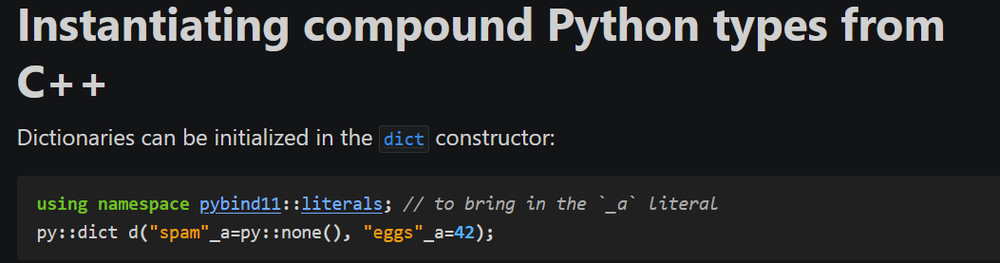 Instantiating compound Python types from
C++
Dictionaries can be initialized in the dict constructor:
using namespace pybind11::literals; // to bring in the `_a` literal
py::dict d("spam"_a=py::none(), "eggs"_a=42);